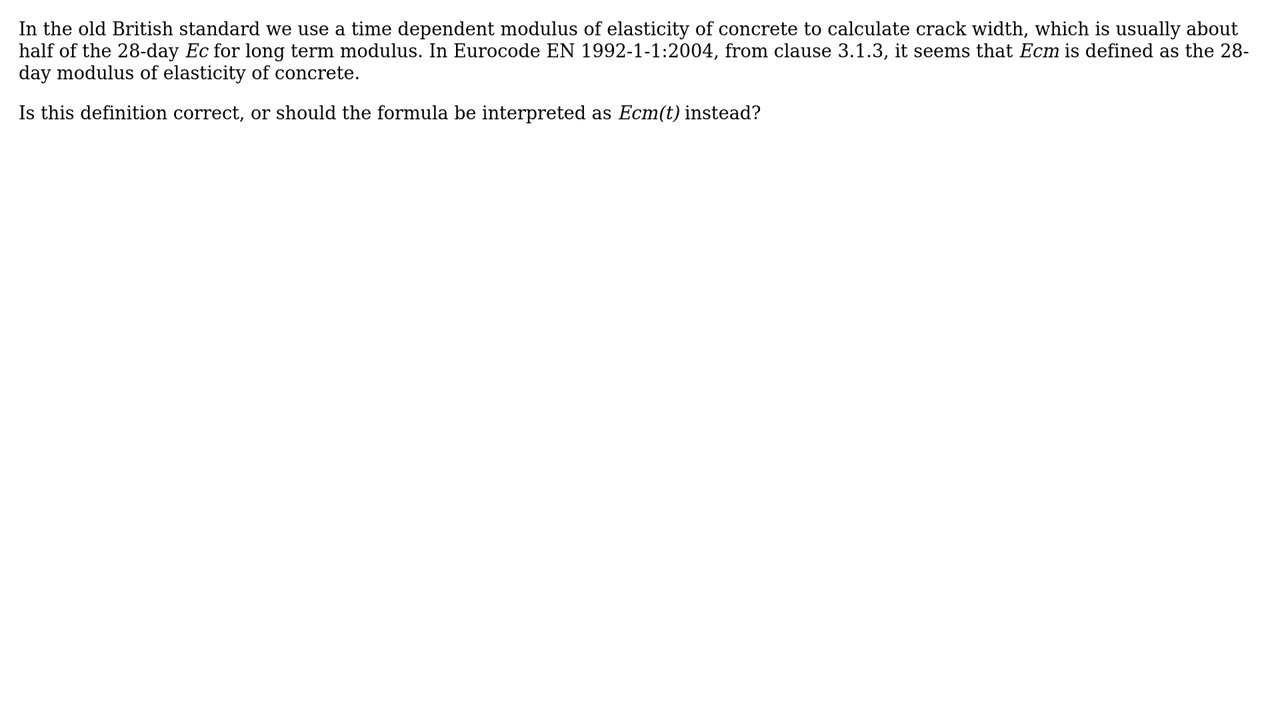 In the old British standard we use a time dependent modulus of elasticity of concrete to calculate crack width, which is usually about
half of the 28-day Ec for long term modulus. In Eurocode EN 1992-1-1:2004, from clause 3.1.3, it seems that Ecm is defined as the 28-
day modulus of elasticity of concrete.
Is this definition correct, or should the formula be interpreted as Ecm(t) instead?